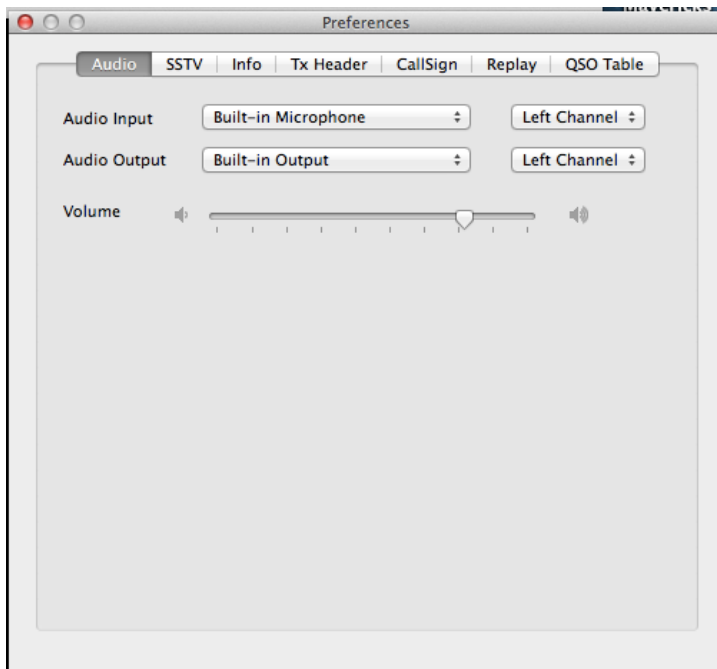 Mavericks
Preferences
Audio SSTV Info Tx Header CallSign Replay QSO Table
Audio Input Built-in Microphone Left Channel
Audio Output Built-in Output Left Channel
Volume